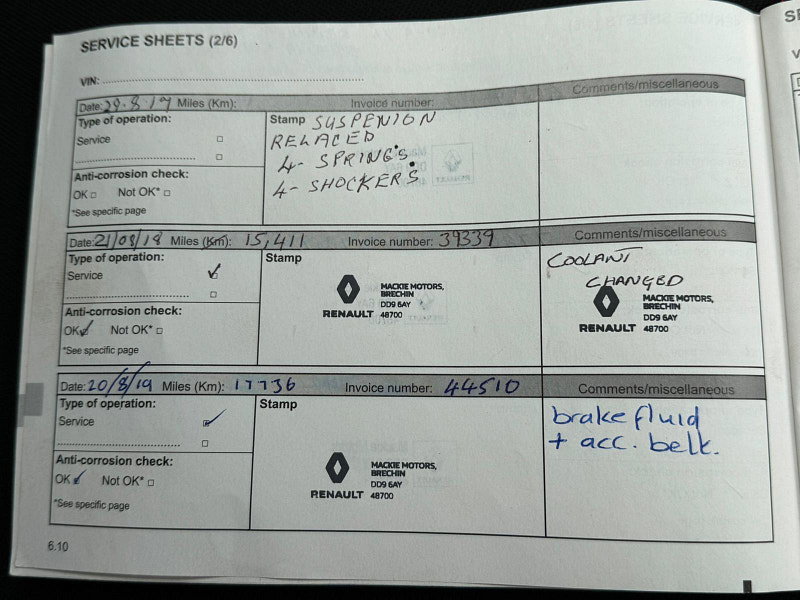 SERVICE SHEETS (2/6)
VIN:
Date: 29.8.17 Miles (Km): Invoice number: Comments/miscellaneous
Type of operation:
Service
Anti-corrosion check:
OK Not OK*
*See specific page
Stamp SUSPENION
RELACED
4- SPRING'S.
4- SHOCKERS.
Date: 21/08/18 Miles (Km): 15,411 Invoice number: 39339 Comments/miscellaneous
Type of operation:
Service
Anti-corrosion check:
OK Not OK*
*See specific page
Stamp
RENAULT
MACKIE MOTORS,
BRECHIN
DD9 6AY
48700
COOLANT
CHANGED
RENAULT
MACKIE MOTORS,
BRECHIN
DD9 6AY
48700
Date: 20/8/19 Miles (Km): 17736 Invoice number: 44510 Comments/miscellaneous
Type of operation:
Service
Anti-corrosion check:
OK Not OK*
*See specific page
Stamp
RENAULT
MACKIE MOTORS,
BRECHIN
DD9 6AY
48700
brake fluid
+ acc. belt.
6.10